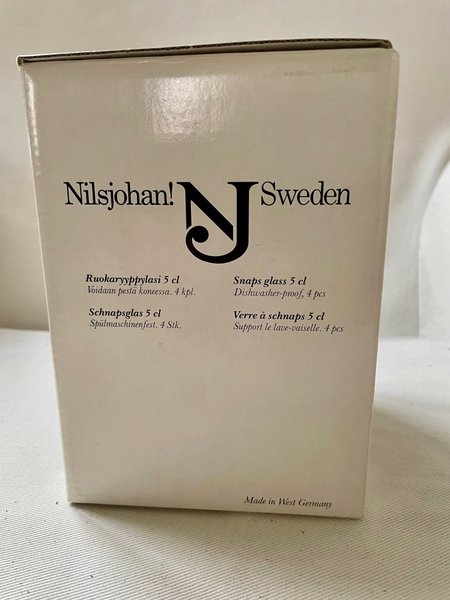 Nilsjohan! NJ Sweden
Ruokaryyppylasi 5 cl
Voidaan pestä koneessa. 4 kpl.
Snaps glass 5 cl
Dishwasher-proof, 4 pcs
Schnapsglas 5 cl
Spülmaschinenfest. 4 Stk.
Verre à schnaps 5 cl
Support le lave-vaiselle. 4 pcs
Made in West Germany